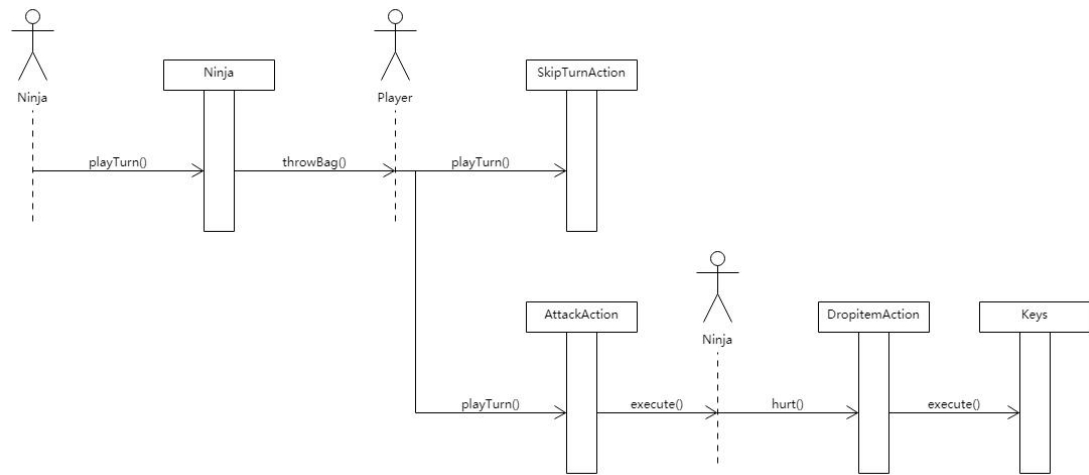 Ninja
SkipTurnAction
Ninja
Player
playTurn()
throwBag()
playTurn()
AttackAction
DropitemAction
Keys
Ninja
playTurn()
execute()
hurt()
execute()